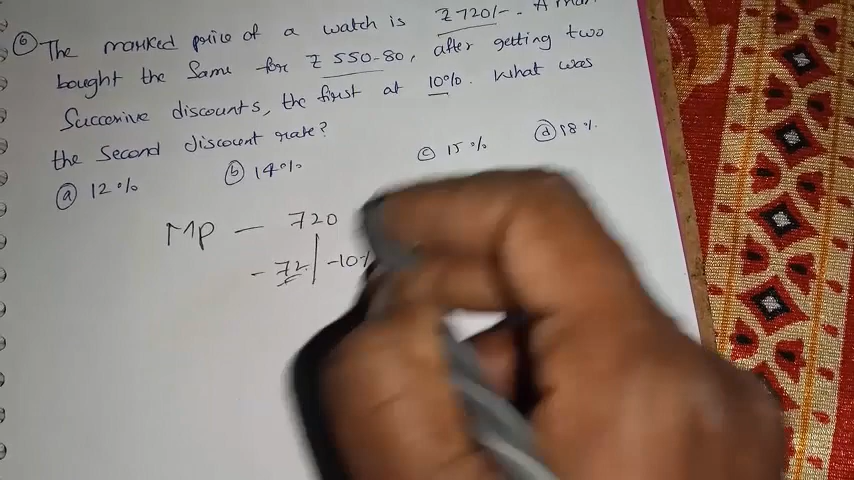 ⑥ The marked price of a watch is ₹720/-. A man
bought the same for ₹ 550-80, after getting two
Succesive discounts, the first at 10%. What was
the second discount rate?
ⓐ 12% ⓑ 14% ⓒ 15% ⓓ 18%
MP - 720
- 72 | -10%